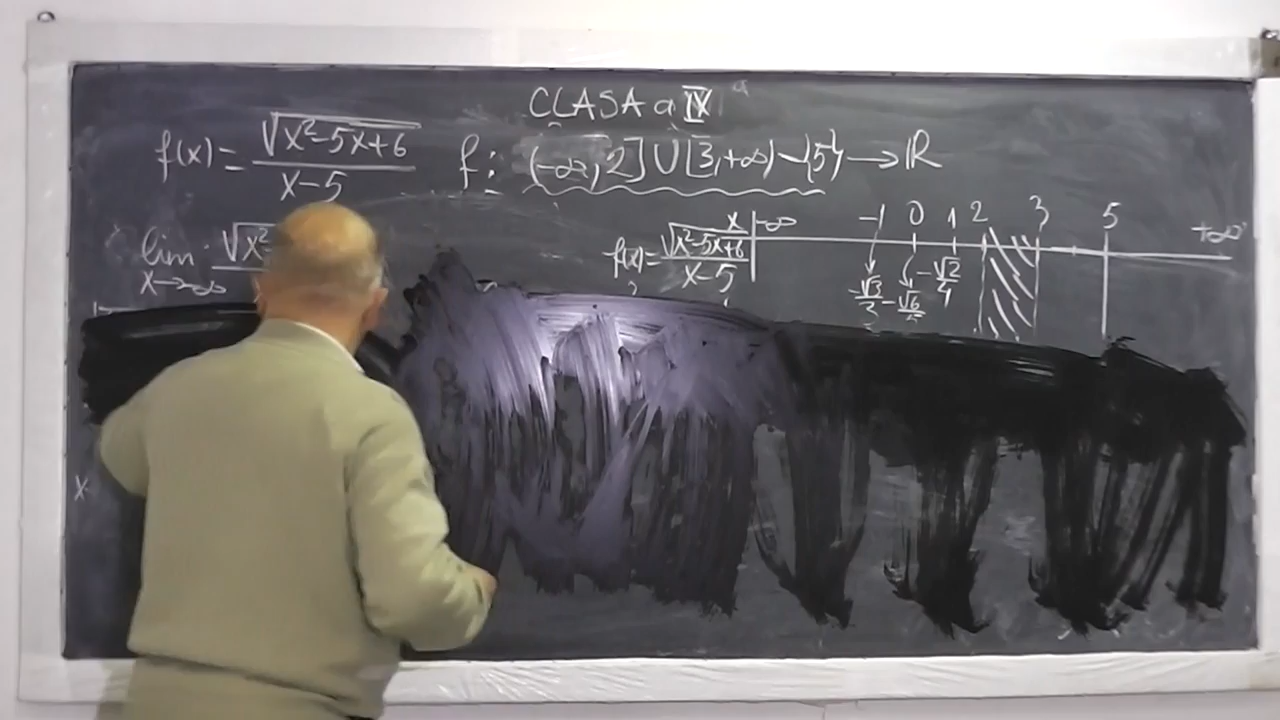 CLASA a IX a
f(x) = √(x²-5x+6) / (x-5)
f: (-∞, 2] ∪ [3, +∞) - {5} → ℝ
lim x→-∞ √x²
x | -∞ -1 0 1 2 3 5 +∞
f(x) = √(x²-5x+6) / (x-5) | -√3/3 -√6/5 -√2/4
x